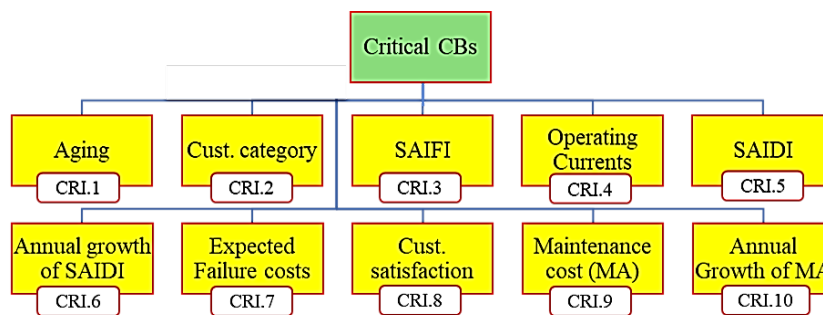 Critical CBs
Aging
CRI.1
Cust. category
CRI.2
SAIFI
CRI.3
Operating
Currents
CRI.4
SAIDI
CRI.5
Annual growth
of SAIDI
CRI.6
Expected
Failure costs
CRI.7
Cust.
satisfaction
CRI.8
Maintenance
cost (MA)
CRI.9
Annual
Growth of MA
CRI.10